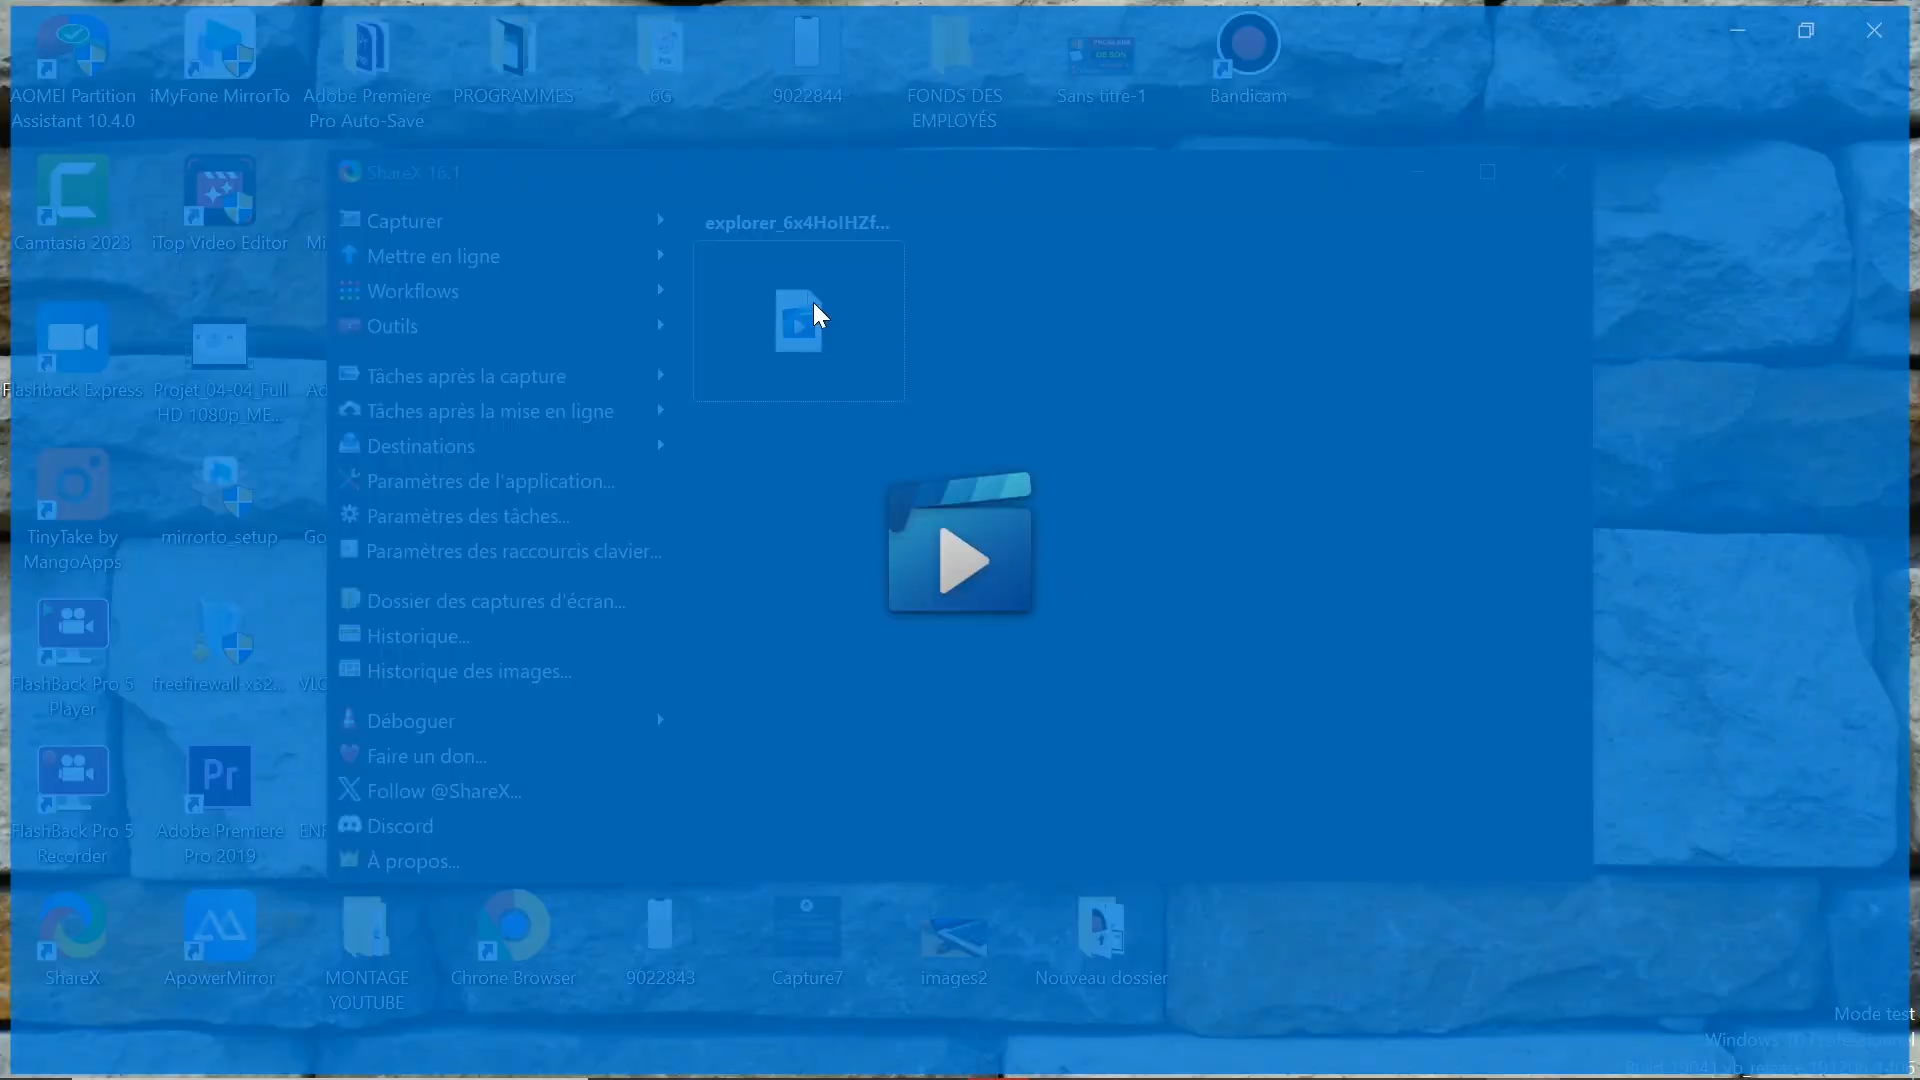 AOMEI Partition
Assistant 10.4.0
iMyFone MirrorTo
Adobe Premiere
Pro Auto-Save
PROGRAMMES
6G
9022844
FONDS DES
EMPLOYÉS
PROBLEME
DE SON
Sans titre-1
Bandicam
Camtasia 2023
iTop Video Editor
Mi
ShareX 16.1
Capturer
Mettre en ligne
Workflows
Outils
Tâches après la capture
Tâches après la mise en ligne
Destinations
Paramètres de l'application...
Paramètres des tâches...
Paramètres des raccourcis clavier...
Dossier des captures d'écran...
Historique...
Historique des images...
Déboguer
Faire un don...
Follow @ShareX...
Discord
À propos...
explorer_6x4HoIHZf...
Flashback Express
Projet_04-04_Full
HD 1080p_ME...
Ad
TinyTake by
MangoApps
mirrorto_setup
Go
FlashBack Pro 5
Player
freefirewall-x32...
VLC
FlashBack Pro 5
Recorder
Pr
Adobe Premiere
Pro 2019
ENR
ShareX
ApowerMirror
MONTAGE
YOUTUBE
Chrone Browser
9022843
Capture7
images2
Nouveau dossier
Mode test
Windows 10 Professionnel